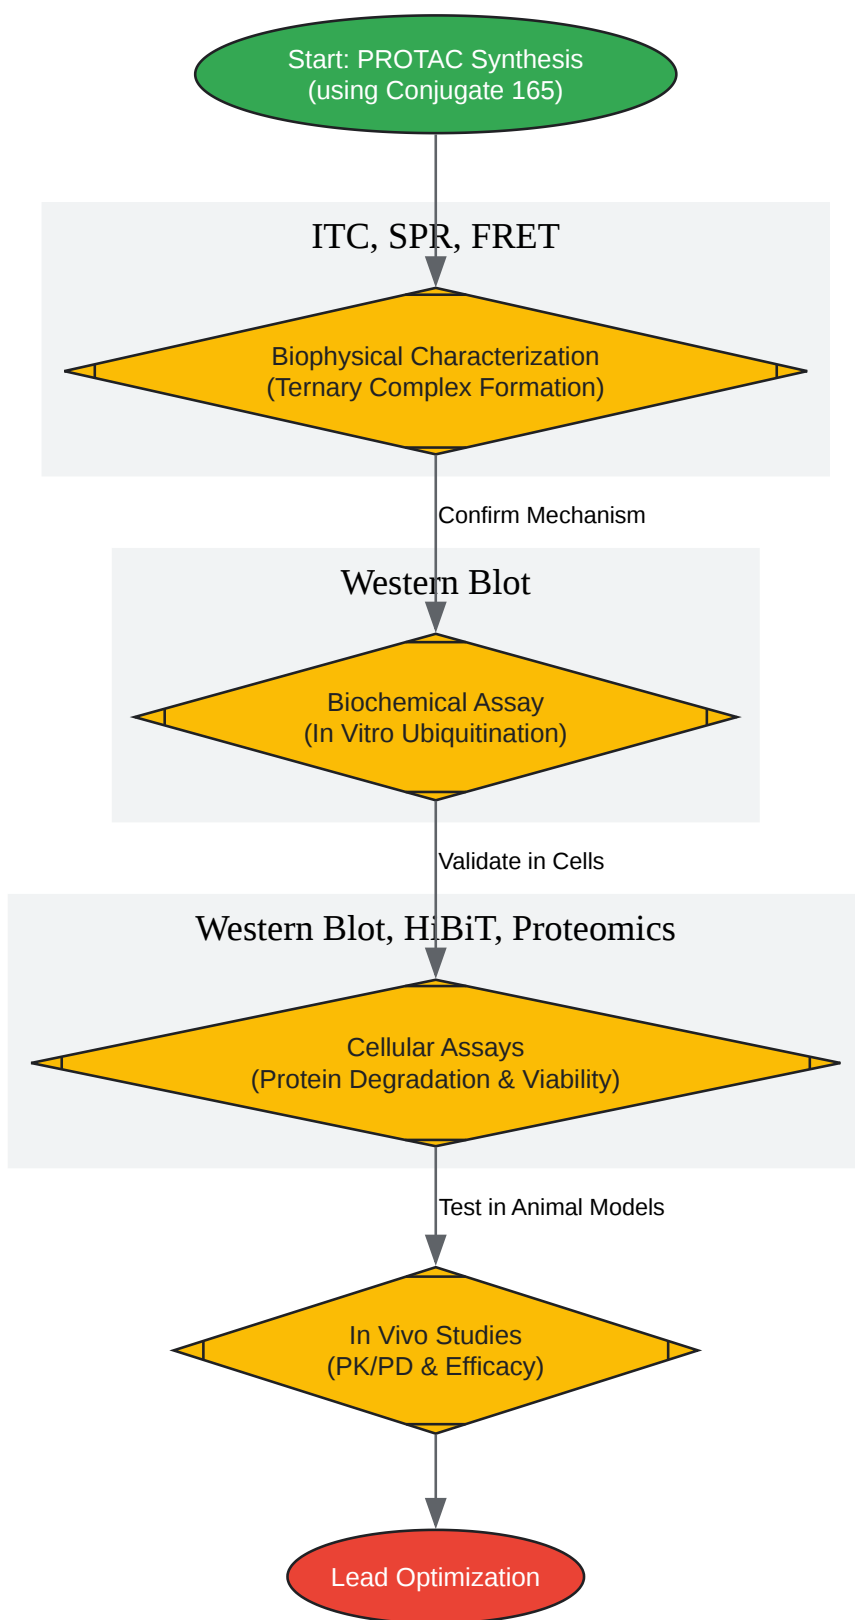 Start: PROTAC Synthesis
(using Conjugate 165)
ITC, SPR, FRET
Biophysical Characterization
(Ternary Complex Formation)
Confirm Mechanism
Western Blot
Biochemical Assay
(In Vitro Ubiquitination)
Validate in Cells
Western Blot, HiBiT, Proteomics
Cellular Assays
(Protein Degradation & Viability)
Test in Animal Models
In Vivo Studies
(PK/PD & Efficacy)
Lead Optimization